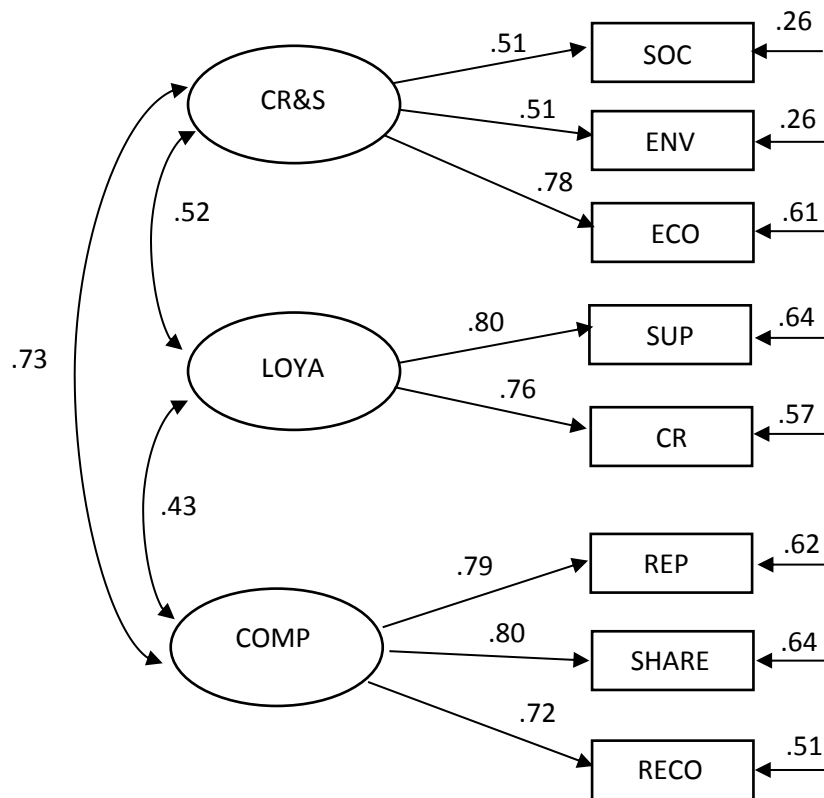 .26
.51
SOC
CR&S
.51
.26
ENV
.78
.52
.61
ECO
.80
.64
SUP
.73
LOYA
.76
.57
CR
.43
.79
.62
REP
COMP
.80
.64
SHARE
.72
.51
RECO